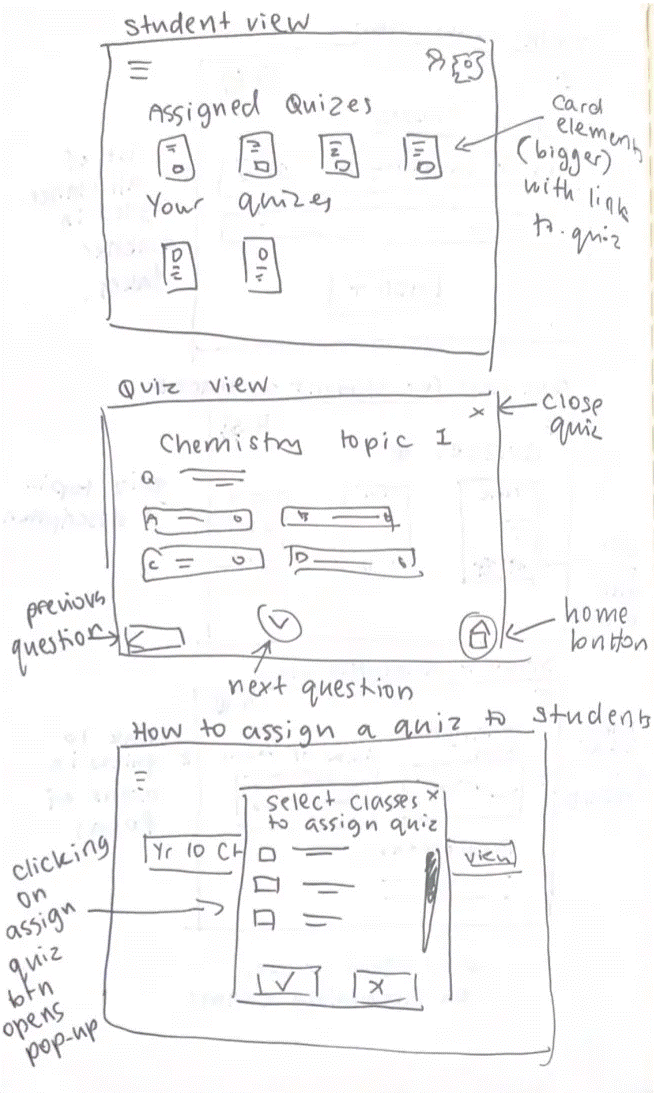 student view
Assigned Quizes
card
element
(bigger)
with link
to quiz
Your quizes
Quiz view
x
close
quiz
Chemistry topic I
Q
A
B
C
D
previous
question
next question
home
button
How to assign a quiz to students
select classes x
to assign quiz
Yr 10 Ch
view
clicking
on
assign
quiz
btn
opens
pop-up
x